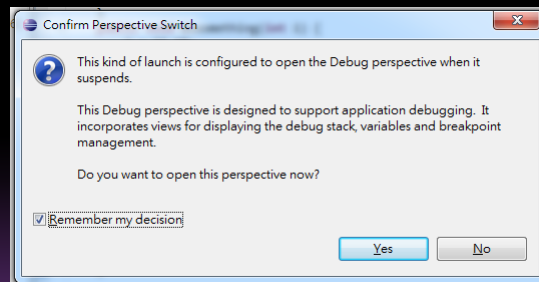 Confirm Perspective Switch
This kind of launch is configured to open the Debug perspective when it
suspends.
This Debug perspective is designed to support application debugging. It
incorporates views for displaying the debug stack, variables and breakpoint
management.
Do you want to open this perspective now?
Remember my decision
Yes
No